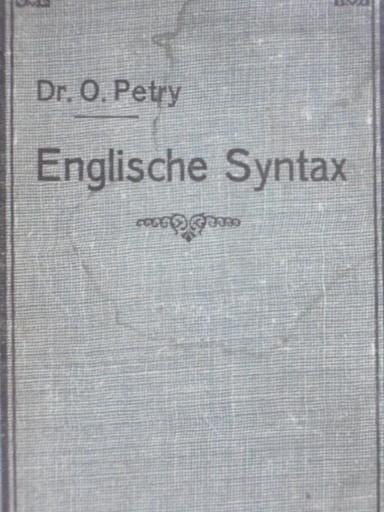 Dr. O. Petry
Englische Syntax